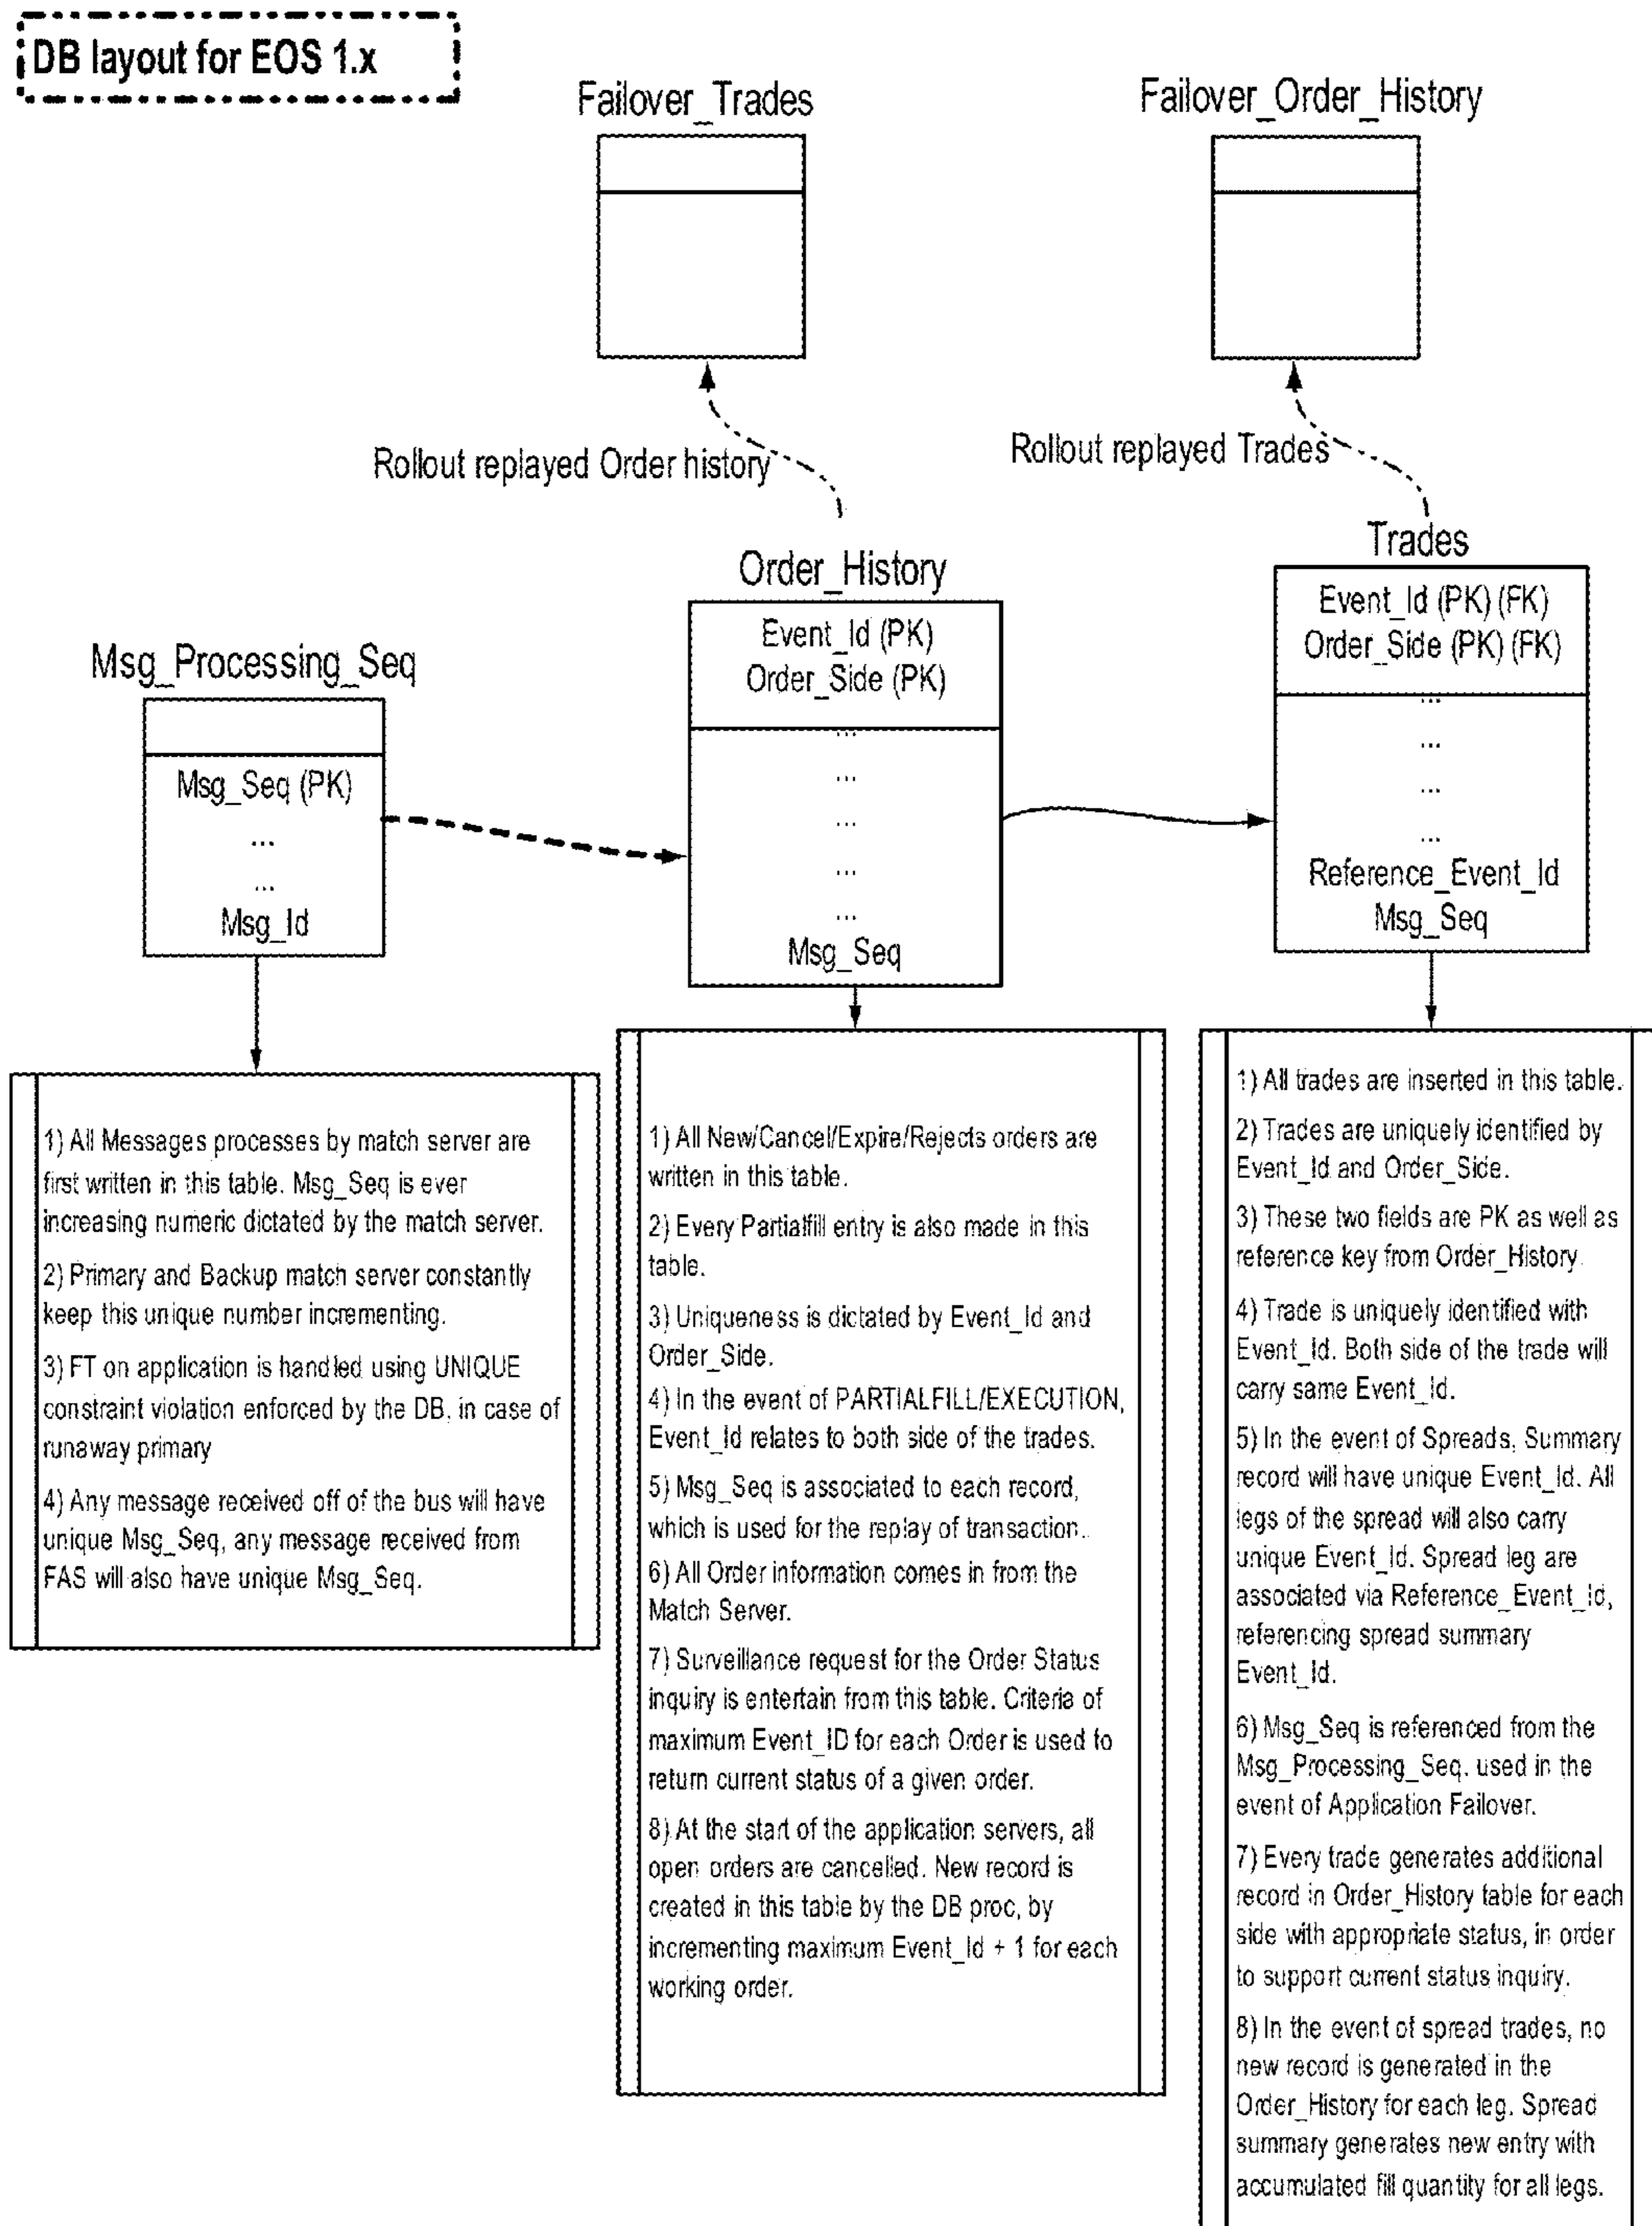 DB layout for EOS 1.x
Failover_Trades
Failover_Order_History
Rollout replayed Order history
Rollout replayed Trades
Msg_Processing_Seq
Msg_Seq (PK)
...
...
Msg_Id
Order_History
Event_Id (PK)
Order_Side (PK)
...
...
...
...
...
Msg_Seq
Trades
Event_Id (PK) (FK)
Order_Side (PK) (FK)
...
...
...
...
Reference_Event_Id
Msg_Seq
1) All Messages processes by match server are
first written in this table. Msg_Seq is ever
increasing numeric dictated by the match server.
2) Primary and Backup match server constantly
keep this unique number incrementing.
3) FT on application is handled using UNIQUE
constraint violation enforced by the DB, in case of
runaway primary
4) Any message received off of the bus will have
unique Msg_Seq, any message received from
FAS will also have unique Msg_Seq.
1) All New/Cancel/Expire/Rejects orders are
written in this table.
2) Every Partialfill entry is also made in this
table.
3) Uniqueness is dictated by Event_Id and
Order_Side.
4) In the event of PARTIALFILL/EXECUTION,
Event_Id relates to both side of the trades.
5) Msg_Seq is associated to each record,
which is used for the replay of transaction.
6) All Order information comes in from the
Match Server.
7) Surveillance request for the Order Status
inquiry is entertain from this table. Criteria of
maximum Event_ID for each Order is used to
return current status of a given order.
8) At the start of the application servers, all
open orders are cancelled. New record is
created in this table by the DB proc, by
incrementing maximum Event_Id + 1 for each
working order.
1) All trades are inserted in this table.
2) Trades are uniquely identified by
Event_Id and Order_Side.
3) These two fields are PK as well as
reference key from Order_History.
4) Trade is uniquely identified with
Event_Id. Both side of the trade will
carry same Event_Id.
5) In the event of Spreads, Summary
record will have unique Event_Id. All
legs of the spread will also carry
unique Event_Id. Spread leg are
associated via Reference_Event_Id,
referencing spread summary
Event_Id.
6) Msg_Seq is referenced from the
Msg_Processing_Seq. used in the
event of Application Failover.
7) Every trade generates additional
record in Order_History table for each
side with appropriate status, in order
to support current status inquiry.
8) In the event of spread trades, no
new record is generated in the
Order_History for each leg. Spread
summary generates new entry with
accumulated fill quantity for all legs.